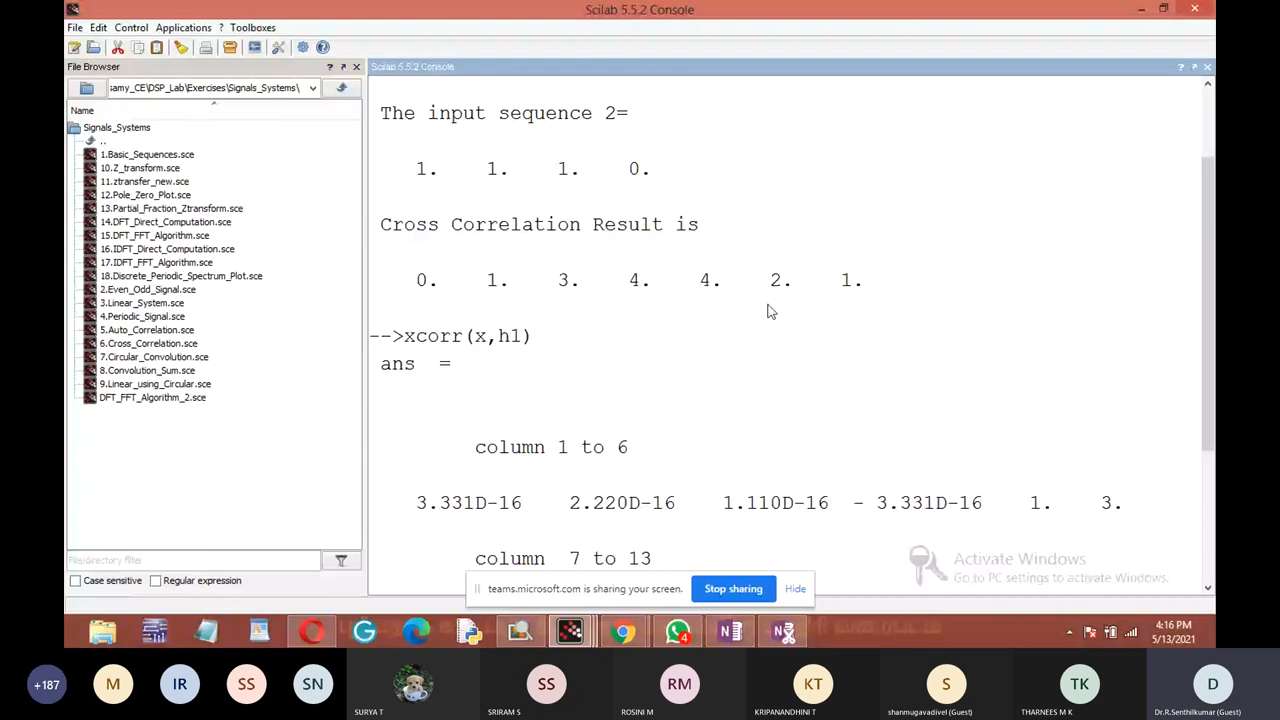 Scilab 5.5.2 Console
File Edit Control Applications ? Toolboxes
File Browser ? Scilab 5.5.2 Console ?
amy_CE\DSP_Lab\Exercises\Signals_Systems\
Name
Signals_Systems
..
1.Basic_Sequences.sce
10.Z_transform.sce
11.ztransfer_new.sce
12.Pole_Zero_Plot.sce
13.Partial_Fraction_Ztransform.sce
14.DFT_Direct_Computation.sce
15.DFT_FFT_Algorithm.sce
16.IDFT_Direct_Computation.sce
17.IDFT_FFT_Algorithm.sce
18.Discrete_Periodic_Spectrum_Plot.sce
2.Even_Odd_Signal.sce
3.Linear_System.sce
4.Periodic_Signal.sce
5.Auto_Correlation.sce
6.Cross_Correlation.sce
7.Circular_Convolution.sce
8.Convolution_Sum.sce
9.Linear_using_Circular.sce
DFT_FFT_Algorithm_2.sce
File/directory filter
Case sensitive Regular expression
The input sequence 2=
1. 1. 1. 0.
Cross Correlation Result is
0. 1. 3. 4. 4. 2. 1.
-->xcorr(x,h1)
ans =
column 1 to 6
3.331D-16 2.220D-16 1.110D-16 - 3.331D-16 1. 3.
column 7 to 13
Activate Windows
Go to PC settings to activate Windows.
teams.microsoft.com is sharing your screen. Stop sharing Hide
4
4:16 PM
5/13/2021
+187 M IR SS SN SS RM KT S TK D
SURYA T SRIRAM S ROSINI M KRIPANANDHINI T shanmugavadivel (Guest) THARNEES M K Dr.R.Senthilkumar (Guest)